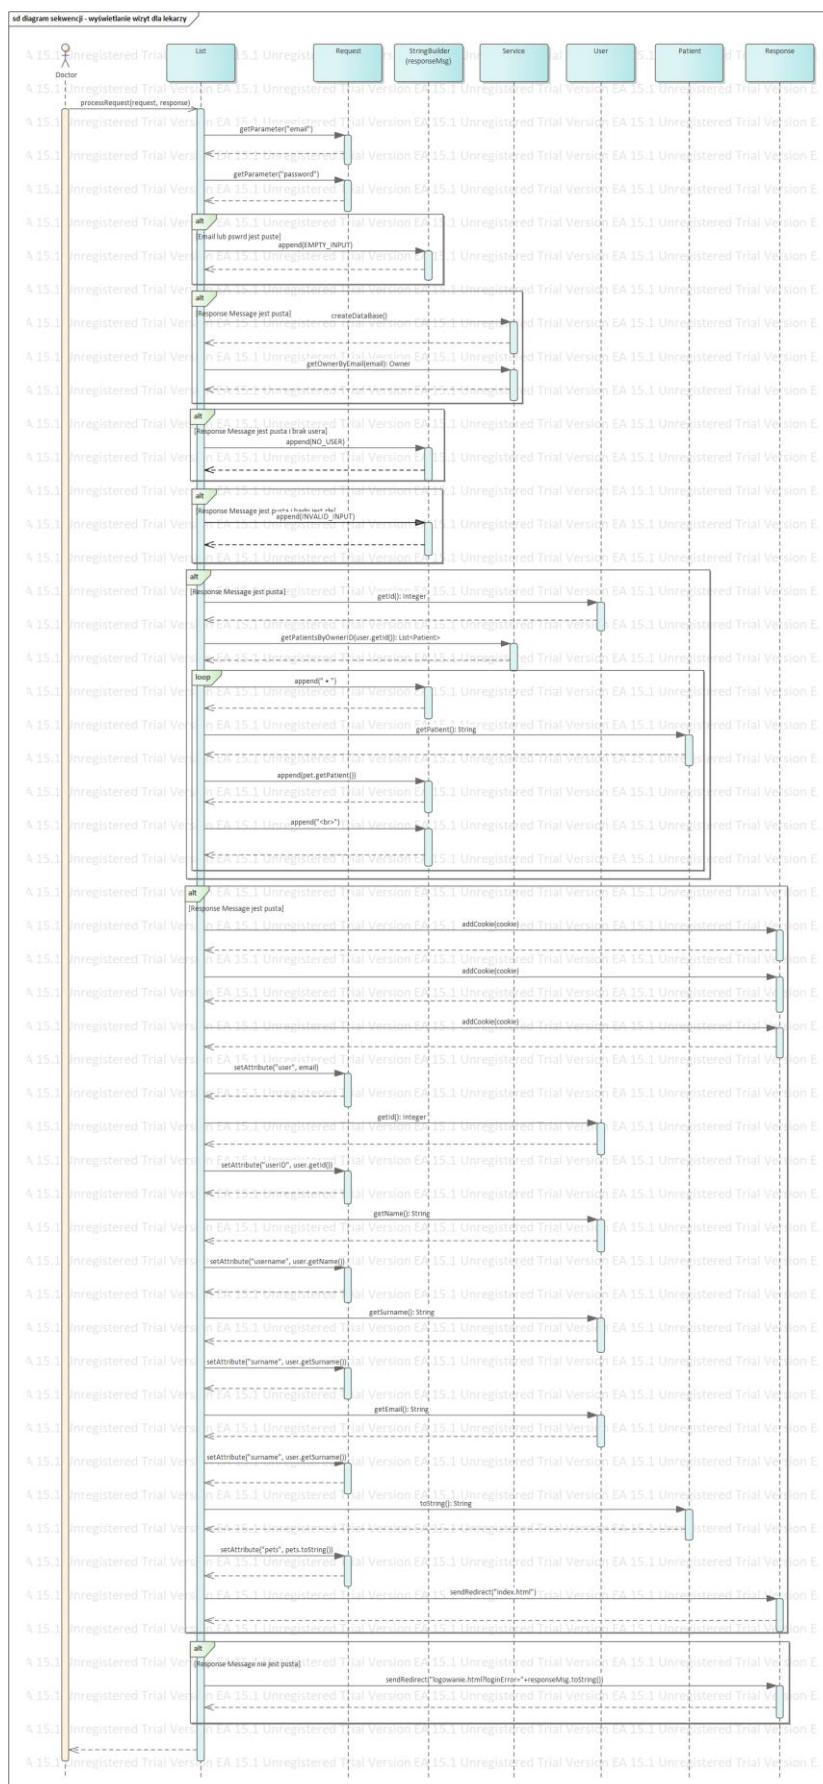 sd diagram sekwencji - wyświetlanie wizyt dla lekarzy
Doctor
List
Request
StringBuilder
(responseMsg)
Service
User
Patient
Response
processRequest(request, response)
getParameter("email")
getParameter("password")
alt
[Email lub pswrd jest puste]
append(EMPTY_INPUT)
alt
[Response Message jest pusta]
createDataBase()
getOwnerByEmail(email): Owner
alt
[Response Message jest pusta i brak usera]
append(NO_USER)
alt
[Response Message jest pusta i
append(INVALID_INPUT)
alt
[Response Message jest pusta]
getId(): Integer
getPatientsByOwnerID(user.getId()): List<Patient>
loop
append(" • ")
getPatient(): String
append(pet.getPatient())
append("<br>")
alt
[Response Message jest pusta]
addCookie(cookie)
addCookie(cookie)
addCookie(cookie)
setAttribute("user", email)
getId(): Integer
setAttribute("userID", user.getId())
getName(): String
setAttribute("username", user.getName())
getSurname(): String
setAttribute("surname", user.getSurname())
getEmail(): String
setAttribute("surname", user.getSurname())
toString(): String
setAttribute("pets", pets.toString())
sendRedirect("index.html")
alt
[Response Message nie jest pusta]
sendRedirect("logowanie.html?loginError="+responseMsg.toString())